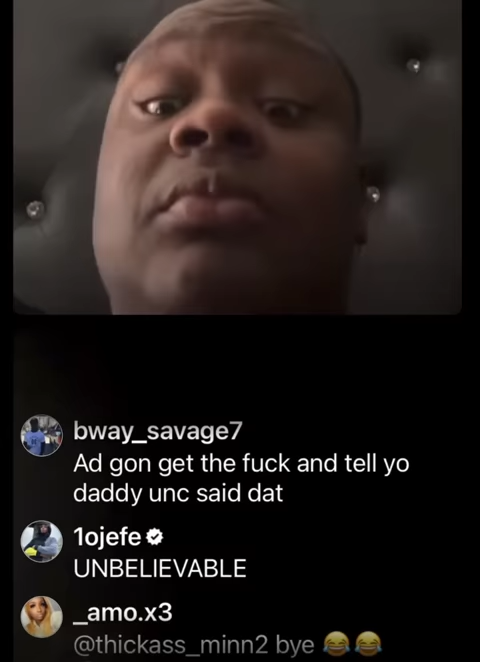 bway_savage7
Ad gon get the fuck and tell yo
daddy unc said dat
1ojefe
UNBELIEVABLE
_amo.x3
@thickass_minn2 bye 😂😂